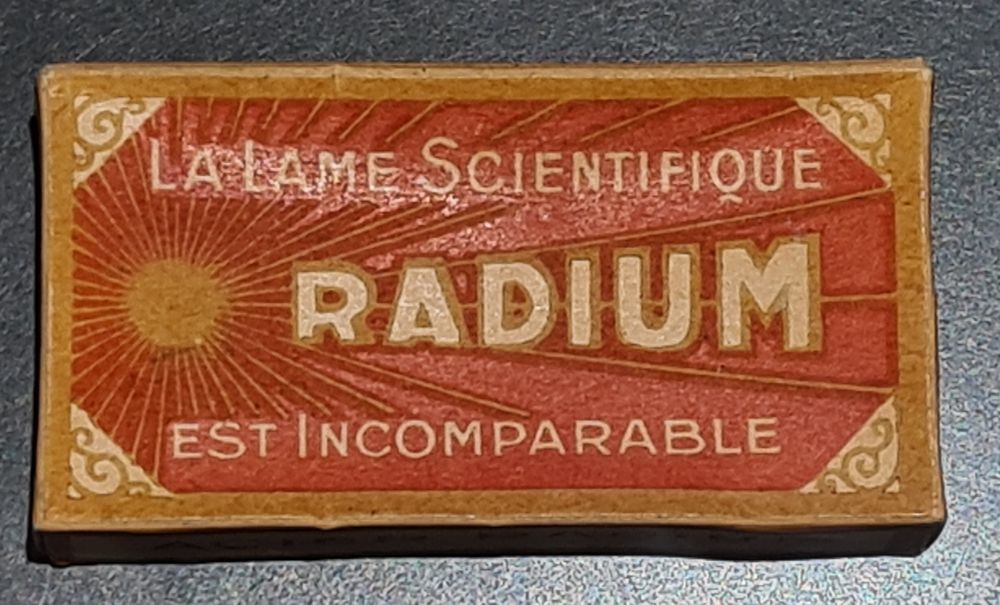 LA LAME SCIENTIFIQUE
RADIUM
EST INCOMPARABLE